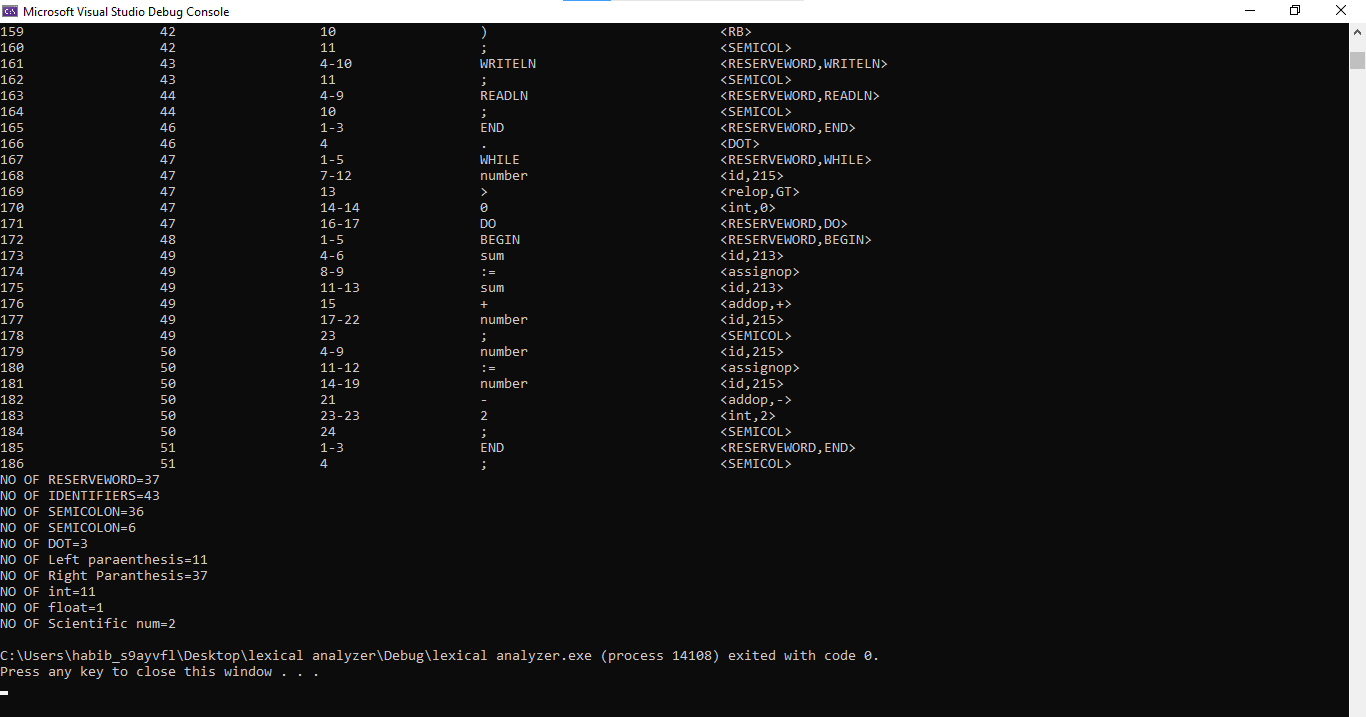 Microsoft Visual Studio Debug Console
159 42 10 ) <RB>
160 42 11 ; <SEMICOL>
161 43 4-10 WRITELN <RESERVEWORD,WRITELN>
162 43 11 ; <SEMICOL>
163 44 4-9 READLN <RESERVEWORD,READLN>
164 44 10 ; <SEMICOL>
165 46 1-3 END <RESERVEWORD,END>
166 46 4 . <DOT>
167 47 1-5 WHILE <RESERVEWORD,WHILE>
168 47 7-12 number <id,215>
169 47 13 > <relop,GT>
170 47 14-14 0 <int,0>
171 47 16-17 DO <RESERVEWORD,DO>
172 48 1-5 BEGIN <RESERVEWORD,BEGIN>
173 49 4-6 sum <id,213>
174 49 8-9 := <assignop>
175 49 11-13 sum <id,213>
176 49 15 + <addop,+>
177 49 17-22 number <id,215>
178 49 23 ; <SEMICOL>
179 50 4-9 number <id,215>
180 50 11-12 := <assignop>
181 50 14-19 number <id,215>
182 50 21 - <addop,->
183 50 23-23 2 <int,2>
184 50 24 ; <SEMICOL>
185 51 1-3 END <RESERVEWORD,END>
186 51 4 ; <SEMICOL>
NO OF RESERVEWORD=37
NO OF IDENTIFIERS=43
NO OF SEMICOLON=36
NO OF SEMICOLON=6
NO OF DOT=3
NO OF Left paraenthesis=11
NO OF Right Paranthesis=37
NO OF int=11
NO OF float=1
NO OF Scientific num=2
C:\Users\habib_s9ayvfl\Desktop\lexical analyzer\Debug\lexical analyzer.exe (process 14108) exited with code 0.
Press any key to close this window . . .